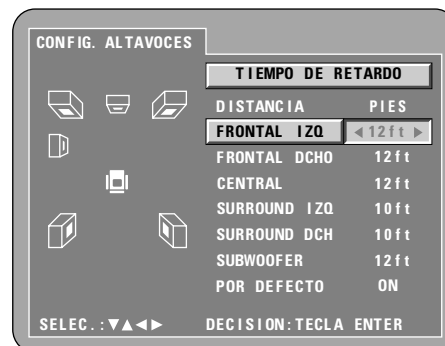 CONFIG. ALTAVOCES
TIEMPO DE RETARDO
DISTANCIA PIES
FRONTAL IZQ ◀12ft▶
FRONTAL DCHO 12ft
CENTRAL 12ft
SURROUND IZQ 10ft
SURROUND DCH 10ft
SUBWOOFER 12ft
POR DEFECTO ON
SELEC.:▼▲◀▶ DECISION:TECLA ENTER